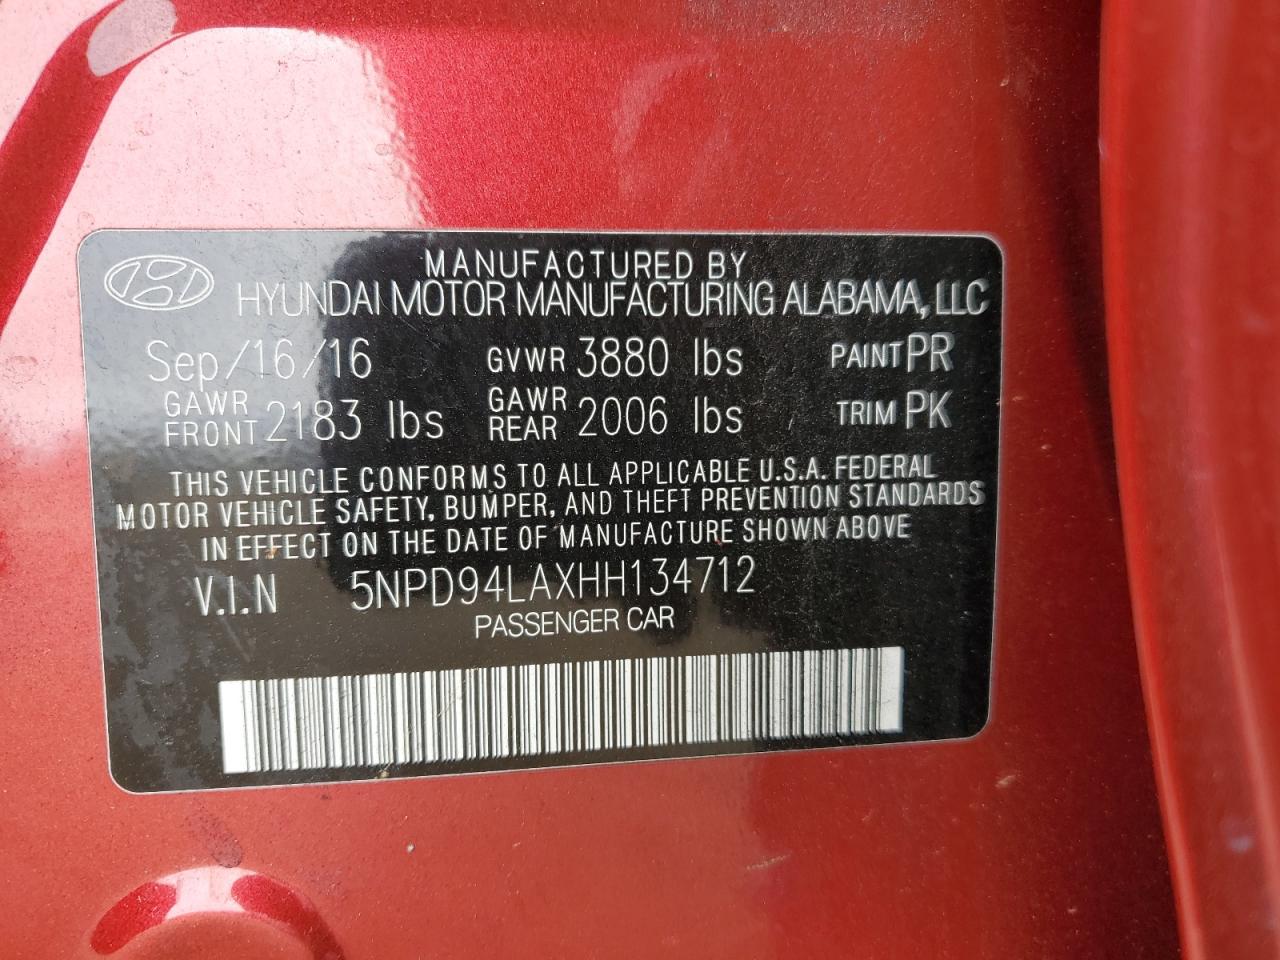 MANUFACTURED BY
HYUNDAI MOTOR MANUFACTURING ALABAMA, LLC
Sep/16/16 GVWR 3880 lbs PAINT PR
GAWR FRONT 2183 lbs GAWR REAR 2006 lbs TRIM PK
THIS VEHICLE CONFORMS TO ALL APPLICABLE U.S.A. FEDERAL
MOTOR VEHICLE SAFETY, BUMPER, AND THEFT PREVENTION STANDARDS
IN EFFECT ON THE DATE OF MANUFACTURE SHOWN ABOVE
V.I.N 5NPD94LAXHH134712
PASSENGER CAR